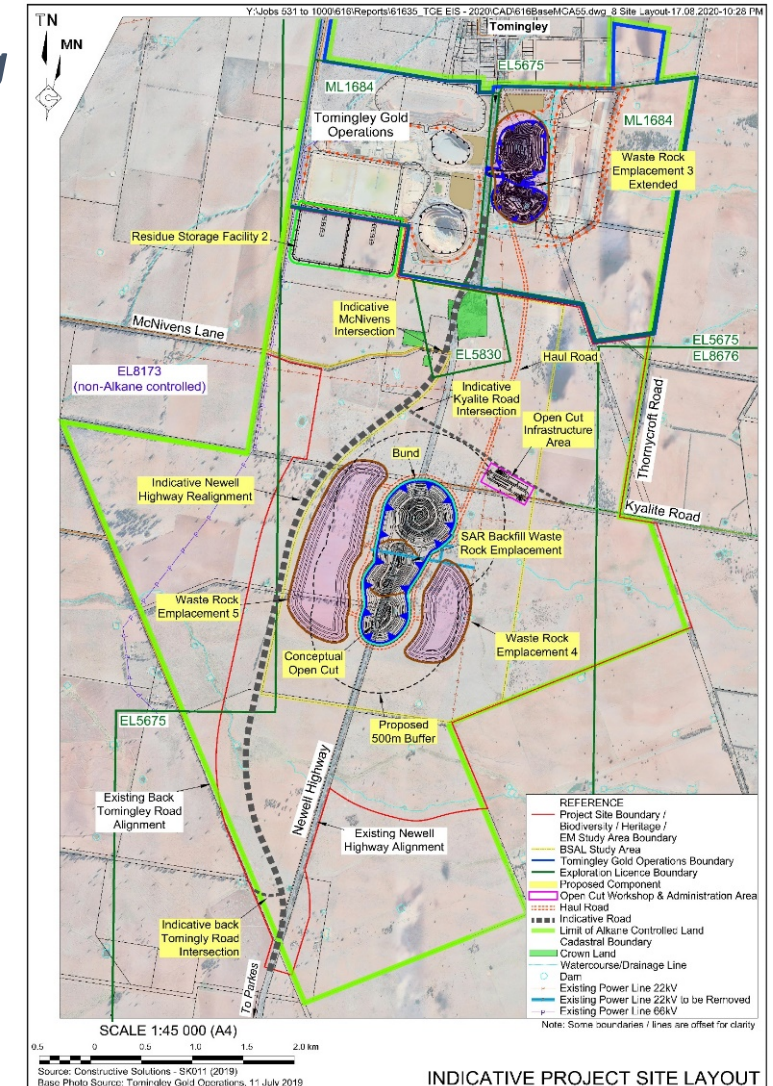 Y:\Jobs 531 to 1000\616\Reports\61635_TCE EIS - 2020\CAD\616BaseMGA55.dwg_8 Site Layout-17.08.2020-10:28 PM
TN
MN
Tomingley
EL5675
ML1684
Tomingley Gold
Operations
ML1684
Waste Rock
Emplacement 3
Extended
Residue Storage Facility 2
Indicative
McNivens
Intersection
McNivens Lane
EL5830
EL5675
EL8676
EL8173
(non-Alkane controlled)
Haul Road
Indicative
Kyalite Road
Intersection
Open Cut
Infrastructure
Area
Thornycroft Road
Bund
Indicative Newell
Highway Realignment
Kyalite Road
SAR Backfill Waste
Rock Emplacement
Waste Rock
Emplacement 5
Waste Rock
Emplacement 4
Conceptual
Open Cut
EL5675
Proposed
500m Buffer
Newell Highway
Existing Back
Tomingley Road
Alignment
Existing Newell
Highway Alignment
Indicative back
Tomingly Road
Intersection
To Parkes
REFERENCE
Project Site Boundary /
Biodiversity / Heritage /
EM Study Area Boundary
BSAL Study Area
Tomingley Gold Operations Boundary
Exploration Licence Boundary
Proposed Component
Open Cut Workshop & Administration Area
Haul Road
Indicative Road
Limit of Alkane Controlled Land
Cadastral Boundary
Crown Land
Watercourse/Drainage Line
Dam
Existing Power Line 22kV
Existing Power Line 22kV to be Removed
Existing Power Line 66kV
Note: Some boundaries / lines are offset for clarity
SCALE 1:45 000 (A4)
0.5 0 0.5 1.0 1.5 2.0 km
Source: Constructive Solutions - SK011 (2019)
Base Photo Source: Tomingley Gold Operations, 11 July 2019
INDICATIVE PROJECT SITE LAYOUT